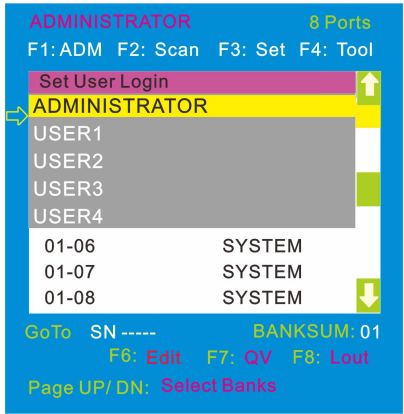 ADMINISTRATOR 8 Ports
F1: ADM F2: Scan F3: Set F4: Tool
Set User Login
ADMINISTRATOR
USER1
USER2
USER3
USER4
01-06 SYSTEM
01-07 SYSTEM
01-08 SYSTEM
GoTo SN ----- BANKSUM: 01
F6: Edit F7: QV F8: Lout
Page UP/ DN: Select Banks